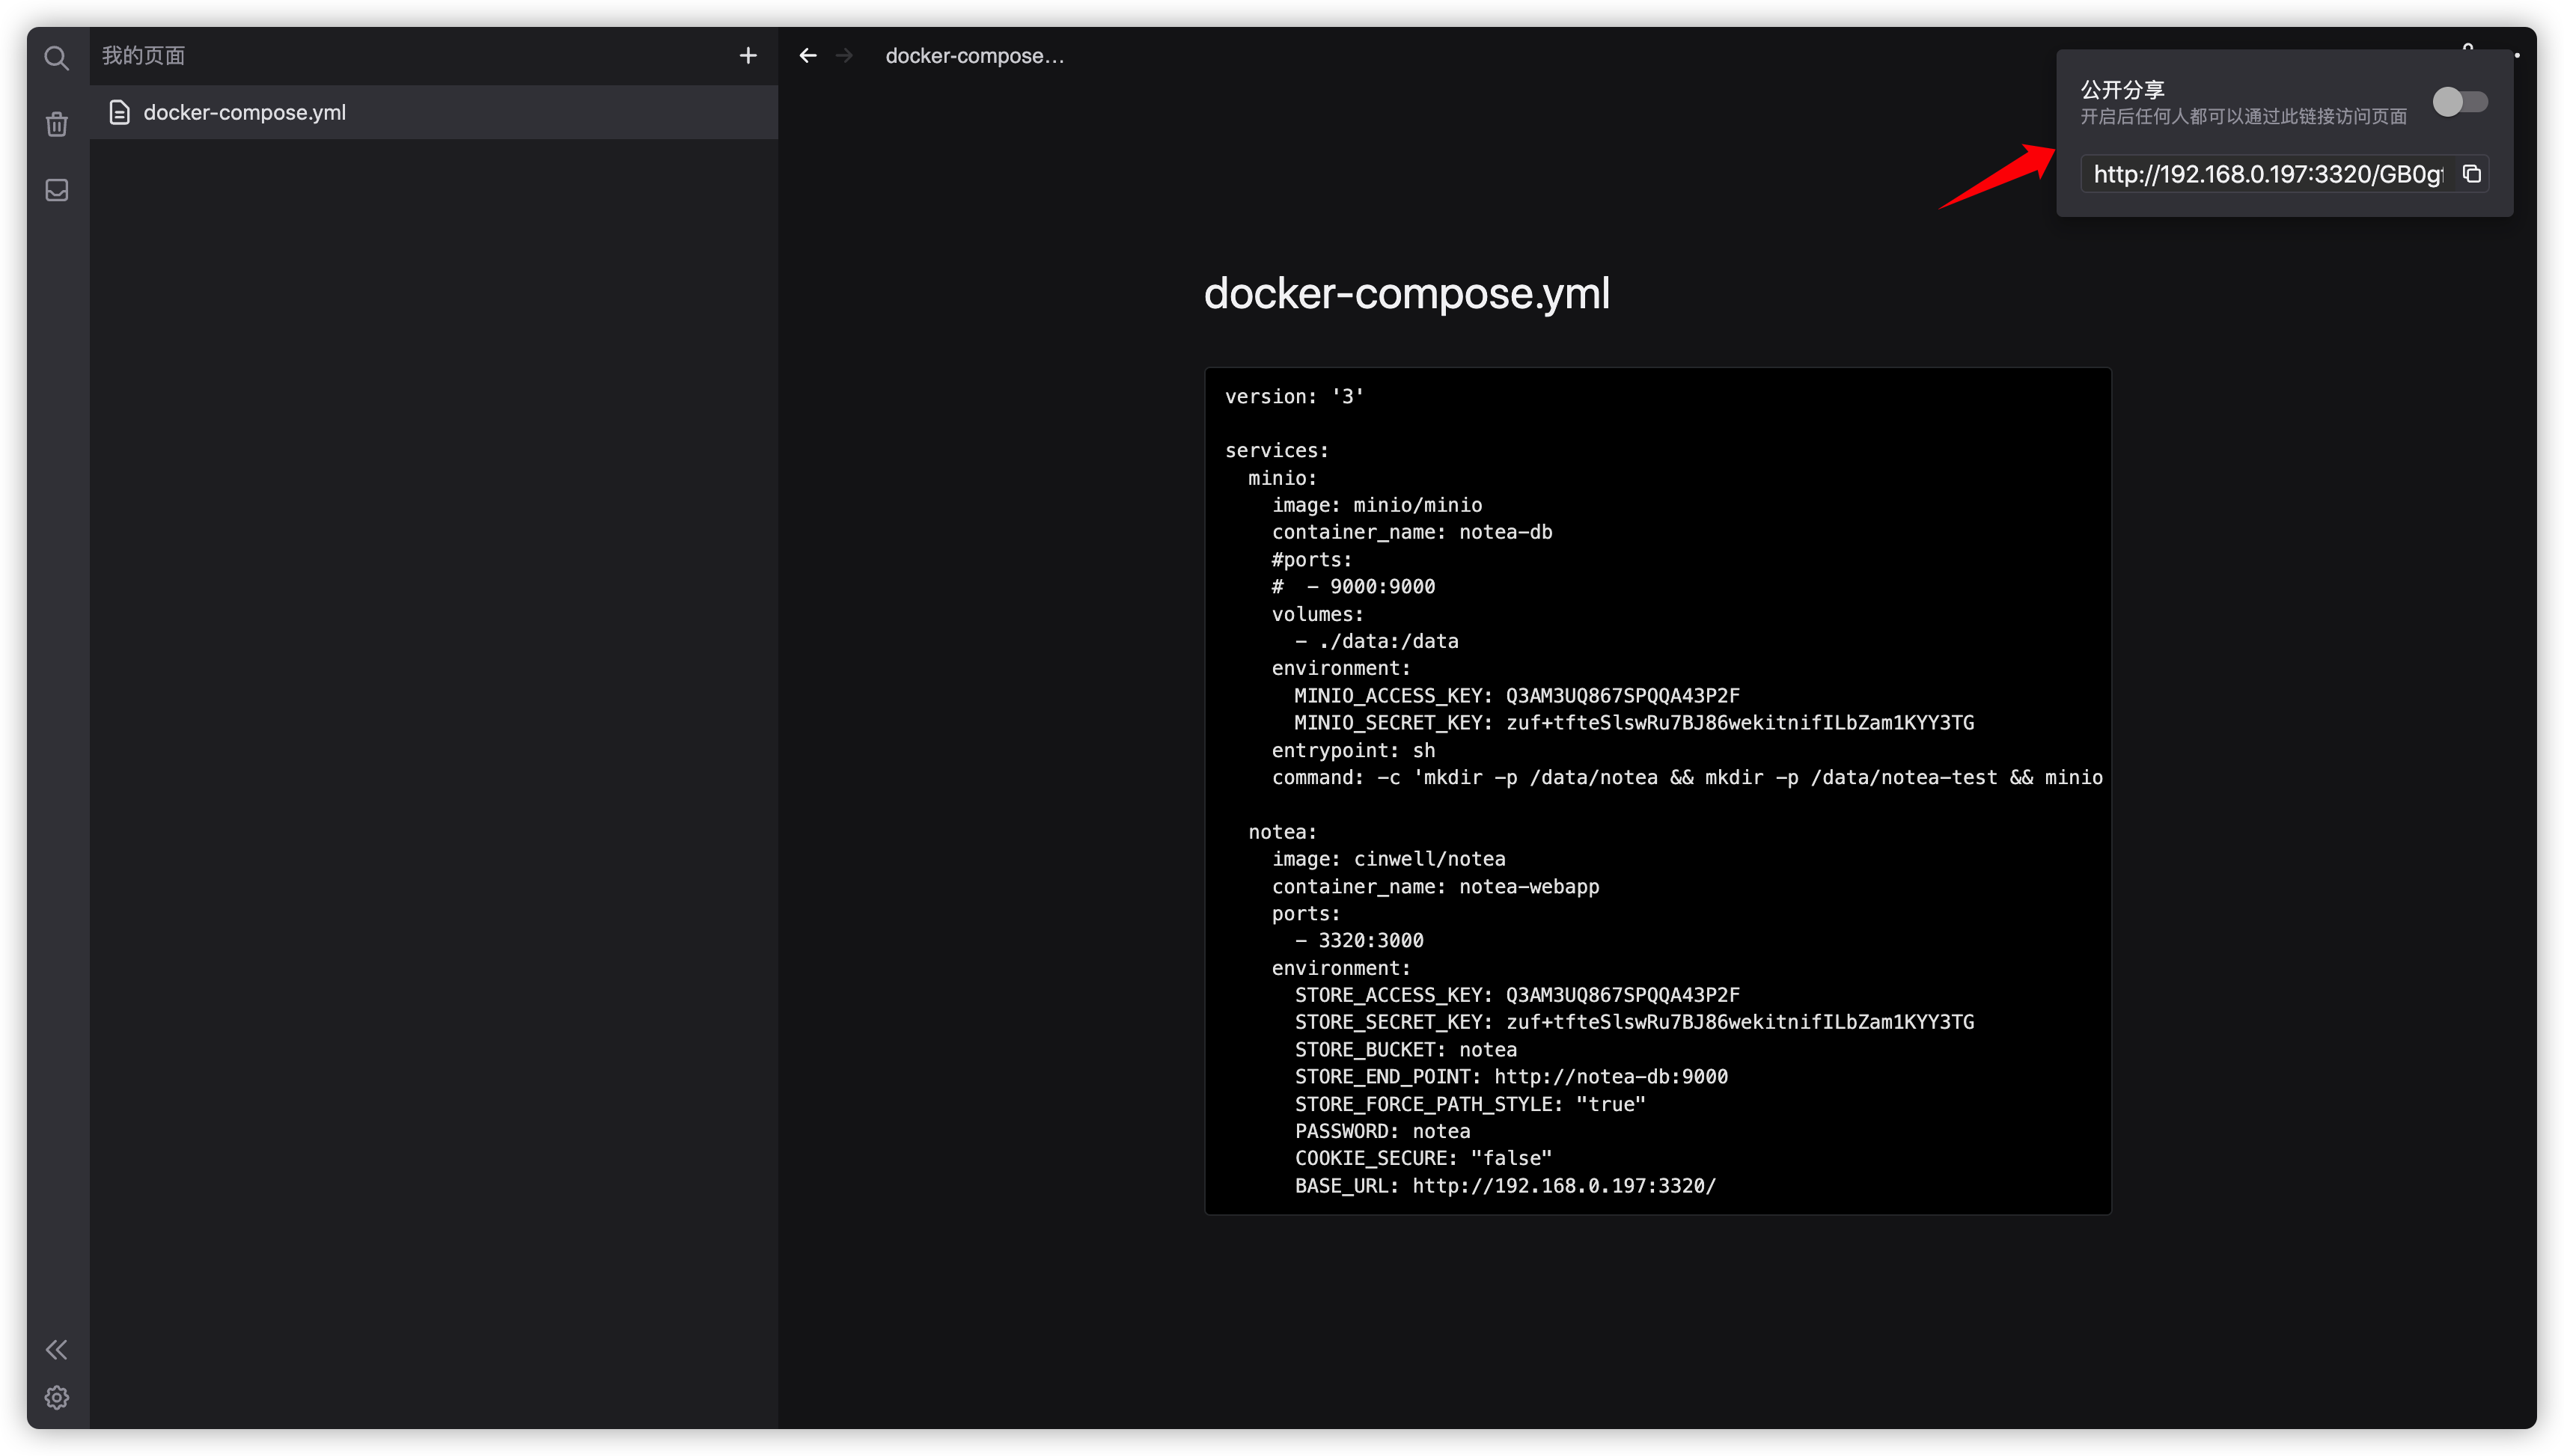 我的页面
docker-compose.yml
docker-compose...
公开分享
开启后任何人都可以通过此链接访问页面
http://192.168.0.197:3320/GB0g
docker-compose.yml
version: '3'
services:
  minio:
    image: minio/minio
    container_name: notea-db
    #ports:
    #  - 9000:9000
    volumes:
      - ./data:/data
    environment:
      MINIO_ACCESS_KEY: Q3AM3UQ867SPQQA43P2F
      MINIO_SECRET_KEY: zuf+tfteSlswRu7BJ86wekitnifILbZam1KYY3TG
    entrypoint: sh
    command: -c 'mkdir -p /data/notea && mkdir -p /data/notea-test && minio
  notea:
    image: cinwell/notea
    container_name: notea-webapp
    ports:
      - 3320:3000
    environment:
      STORE_ACCESS_KEY: Q3AM3UQ867SPQQA43P2F
      STORE_SECRET_KEY: zuf+tfteSlswRu7BJ86wekitnifILbZam1KYY3TG
      STORE_BUCKET: notea
      STORE_END_POINT: http://notea-db:9000
      STORE_FORCE_PATH_STYLE: "true"
      PASSWORD: notea
      COOKIE_SECURE: "false"
      BASE_URL: http://192.168.0.197:3320/